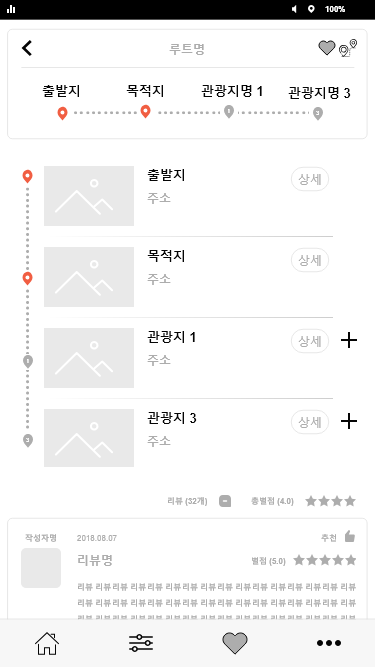 100%
루트명
출발지 목적지 관광지명 1 관광지명 3
1 3
출발지
주소
상세
목적지
주소
상세
관광지 1
주소
상세
1
관광지 3
주소
상세
3
리뷰 (32개) 총별점 (4.0)
작성자명 2018.08.07 추천
리뷰명 별점 (5.0)
리뷰 리뷰 리뷰 리뷰 리뷰 리뷰 리뷰 리뷰 리뷰 리뷰 리뷰 리뷰 리뷰 리뷰 리뷰 리뷰
리뷰 리뷰 리뷰 리뷰 리뷰 리뷰 리뷰 리뷰 리뷰 리뷰 리뷰 리뷰 리뷰 리뷰 리뷰 리뷰